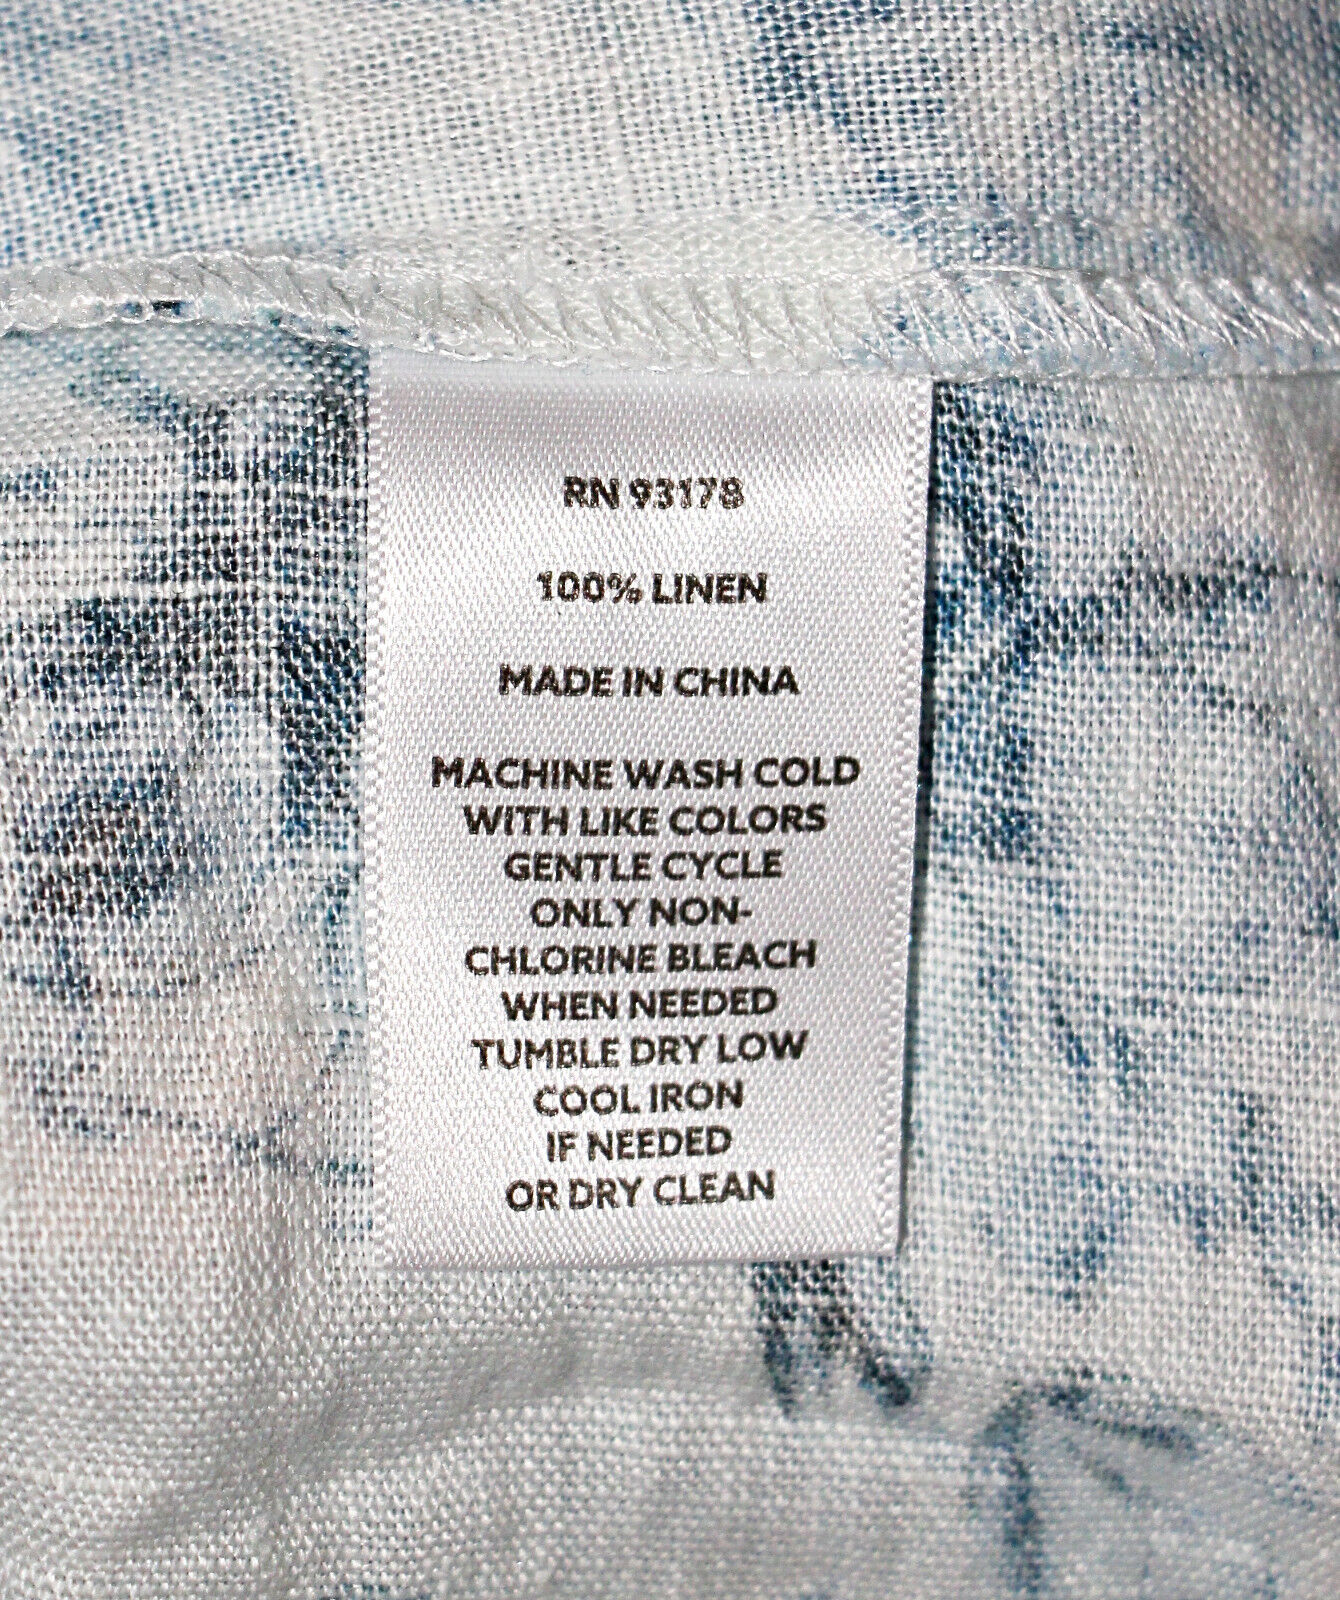 RN 93178
100% LINEN
MADE IN CHINA
MACHINE WASH COLD
WITH LIKE COLORS
GENTLE CYCLE
ONLY NON-
CHLORINE BLEACH
WHEN NEEDED
TUMBLE DRY LOW
COOL IRON
IF NEEDED
OR DRY CLEAN